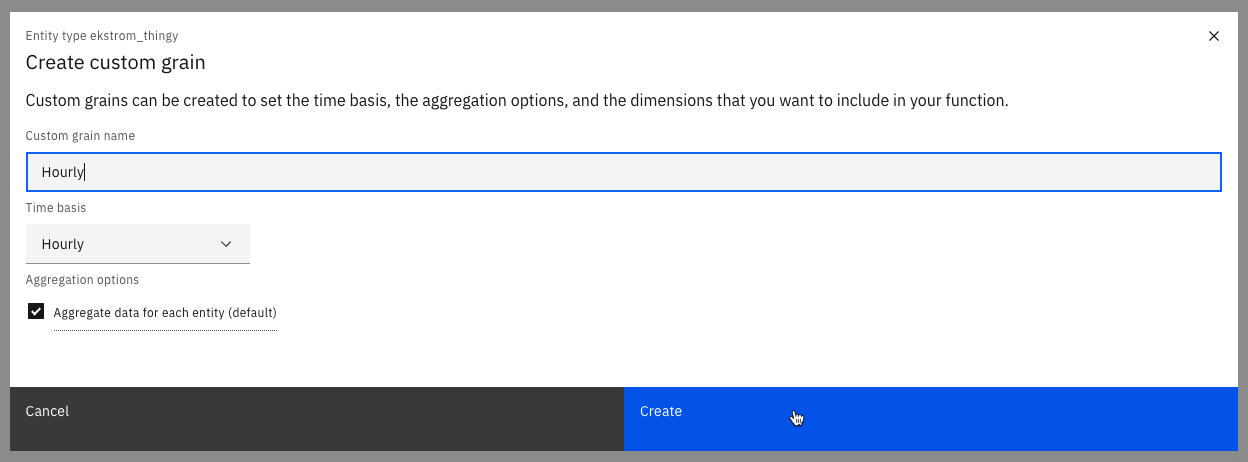 Entity type ekstrom_thingy
Create custom grain
Custom grains can be created to set the time basis, the aggregation options, and the dimensions that you want to include in your function.
Custom grain name
Hourly
Time basis
Hourly
Aggregation options
Aggregate data for each entity (default)
Cancel
Create